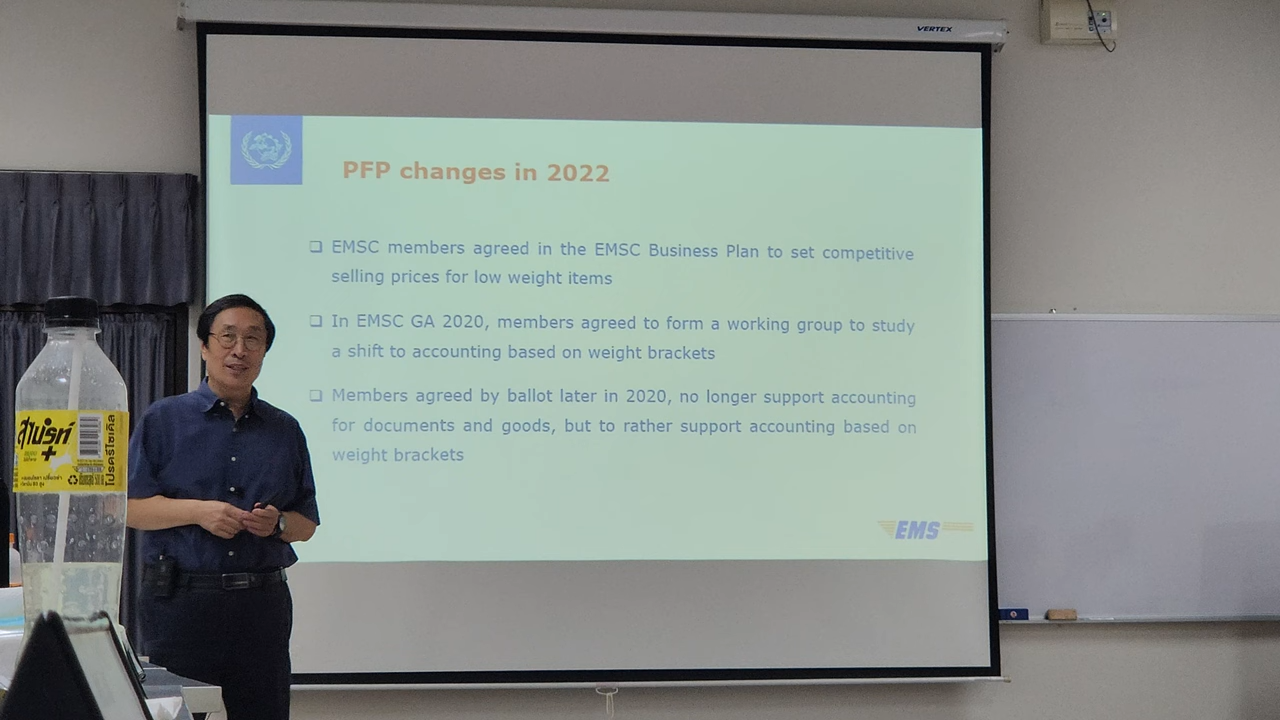 VERTEX
PFP changes in 2022
❑ EMSC members agreed in the EMSC Business Plan to set competitive
selling prices for low weight items
❑ In EMSC GA 2020, members agreed to form a working group to study
a shift to accounting based on weight brackets
❑ Members agreed by ballot later in 2020, no longer support accounting
for documents and goods, but to rather support accounting based on
weight brackets
EMS
สไปรท์
+